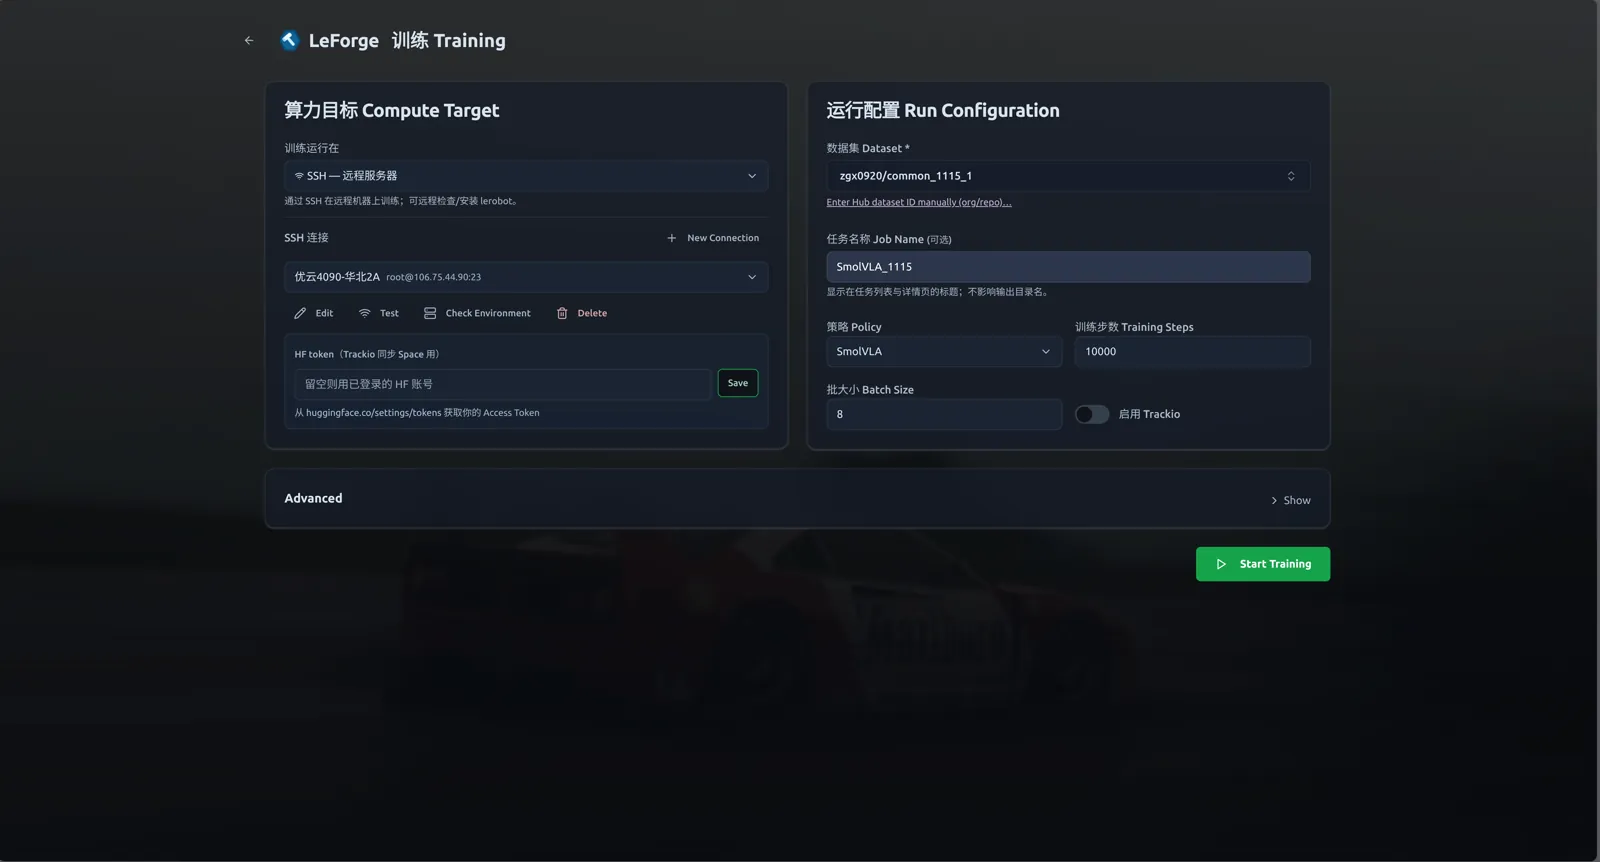 LeForge 训练 Training
算力目标 Compute Target
训练运行在
SSH — 远程服务器
通过 SSH 在远程机器上训练；可远程检查/安装 lerobot。
SSH 连接
New Connection
优云4090-华北2A root@106.75.44.90:23
Edit Test Check Environment Delete
HF token（Trackio 同步 Space 用）
留空则用已登录的 HF 账号
Save
从 huggingface.co/settings/tokens 获取你的 Access Token
运行配置 Run Configuration
数据集 Dataset *
zgx0920/common_1115_1
Enter Hub dataset ID manually (org/repo)…
任务名称 Job Name (可选)
SmolVLA_1115
显示在任务列表与详情页的标题；不影响输出目录名。
策略 Policy
SmolVLA
训练步数 Training Steps
10000
批大小 Batch Size
8
启用 Trackio
Advanced
Show
Start Training